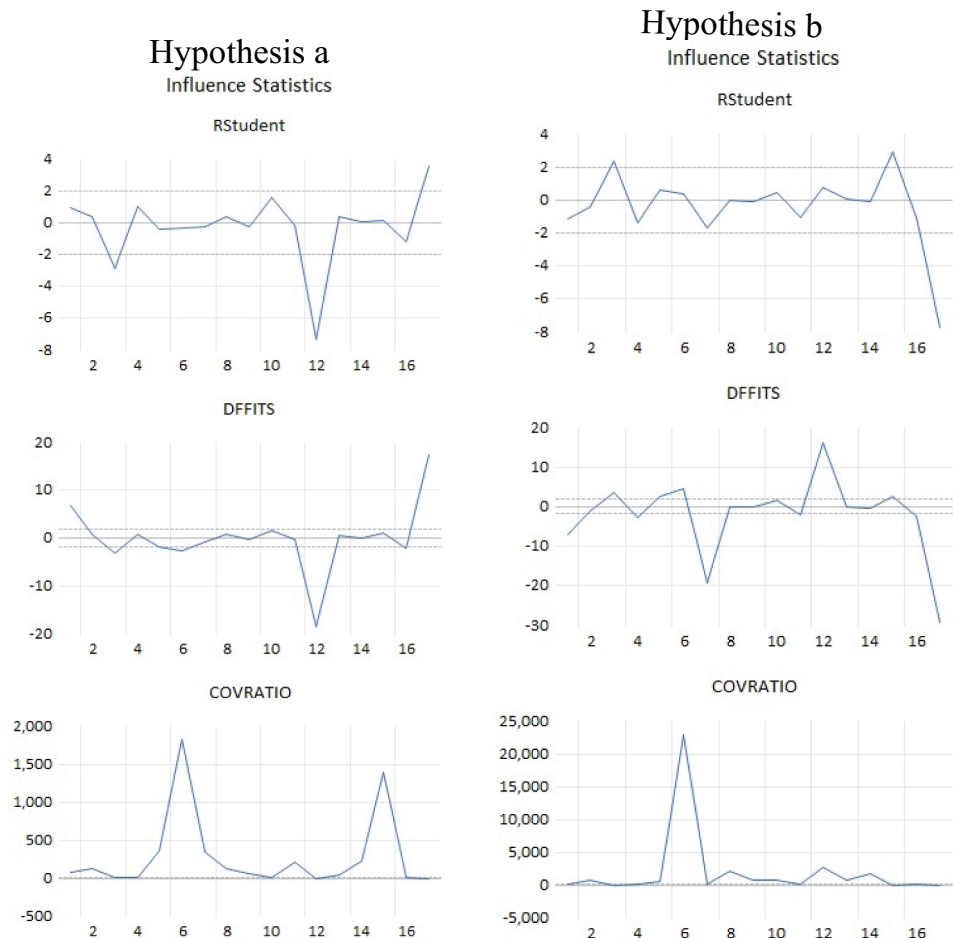 Hypothesis a
Influence Statistics
RStudent
4
2
0
-2
-4
-6
-8
2 4 6 8 10 12 14 16
DFFITS
20
10
0
-10
-20
2 4 6 8 10 12 14 16
COVRATIO
2,000
1,500
1,000
500
0
-500
2 4 6 8 10 12 14 16
Hypothesis b
Influence Statistics
RStudent
4
2
0
-2
-4
-6
-8
2 4 6 8 10 12 14 16
DFFITS
20
10
0
-10
-20
-30
2 4 6 8 10 12 14 16
COVRATIO
25,000
20,000
15,000
10,000
5,000
0
-5,000
2 4 6 8 10 12 14 16